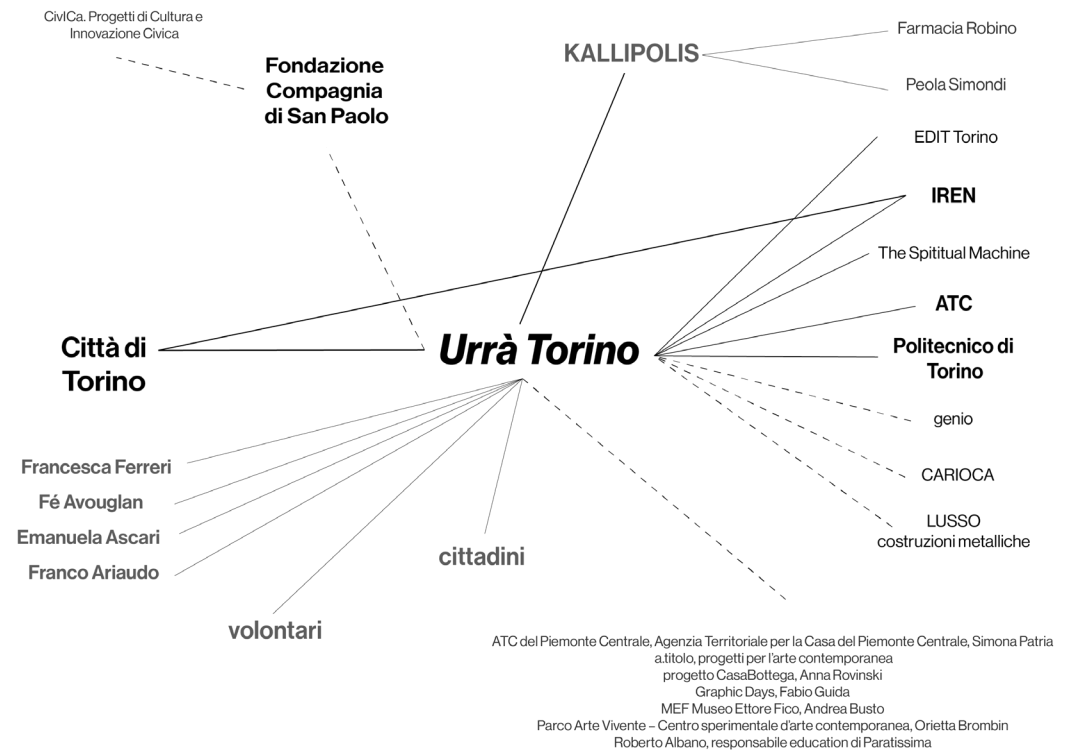 CivICa. Progetti di Cultura e
Innovazione Civica
Fondazione
Compagnia
di San Paolo
KALLIPOLIS
Farmacia Robino
Peola Simondi
EDIT Torino
IREN
The Spititual Machine
ATC
Politecnico di
Torino
genio
CARIOCA
LUSSO
costruzioni metalliche
Città di
Torino
Urrà Torino
Francesca Ferreri
Fé Avouglan
Emanuela Ascari
Franco Ariaudo
volontari
cittadini
ATC del Piemonte Centrale, Agenzia Territoriale per la Casa del Piemonte Centrale, Simona Patria
a.titolo, progetti per l'arte contemporanea
progetto CasaBottega, Anna Rovinski
Graphic Days, Fabio Guida
MEF Museo Ettore Fico, Andrea Busto
Parco Arte Vivente – Centro sperimentale d'arte contemporanea, Orietta Brombin
Roberto Albano, responsabile education di Paratissima